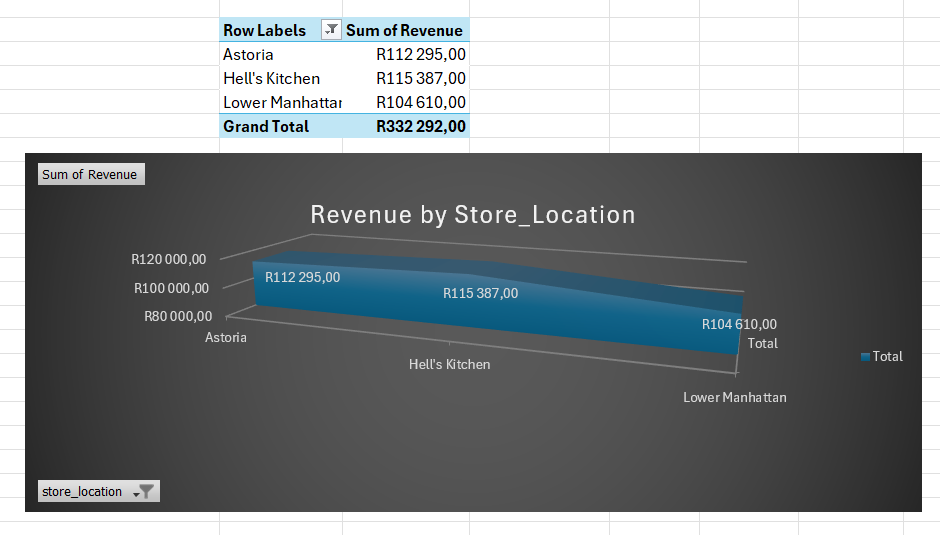 Row Labels Sum of Revenue
Astoria R112 295,00
Hell's Kitchen R115 387,00
Lower Manhattan R104 610,00
Grand Total R332 292,00
Sum of Revenue
Revenue by Store_Location
R120 000,00
R100 000,00
R80 000,00
R112 295,00
R115 387,00
R104 610,00
Astoria
Hell's Kitchen
Lower Manhattan
Total
Total
store_location